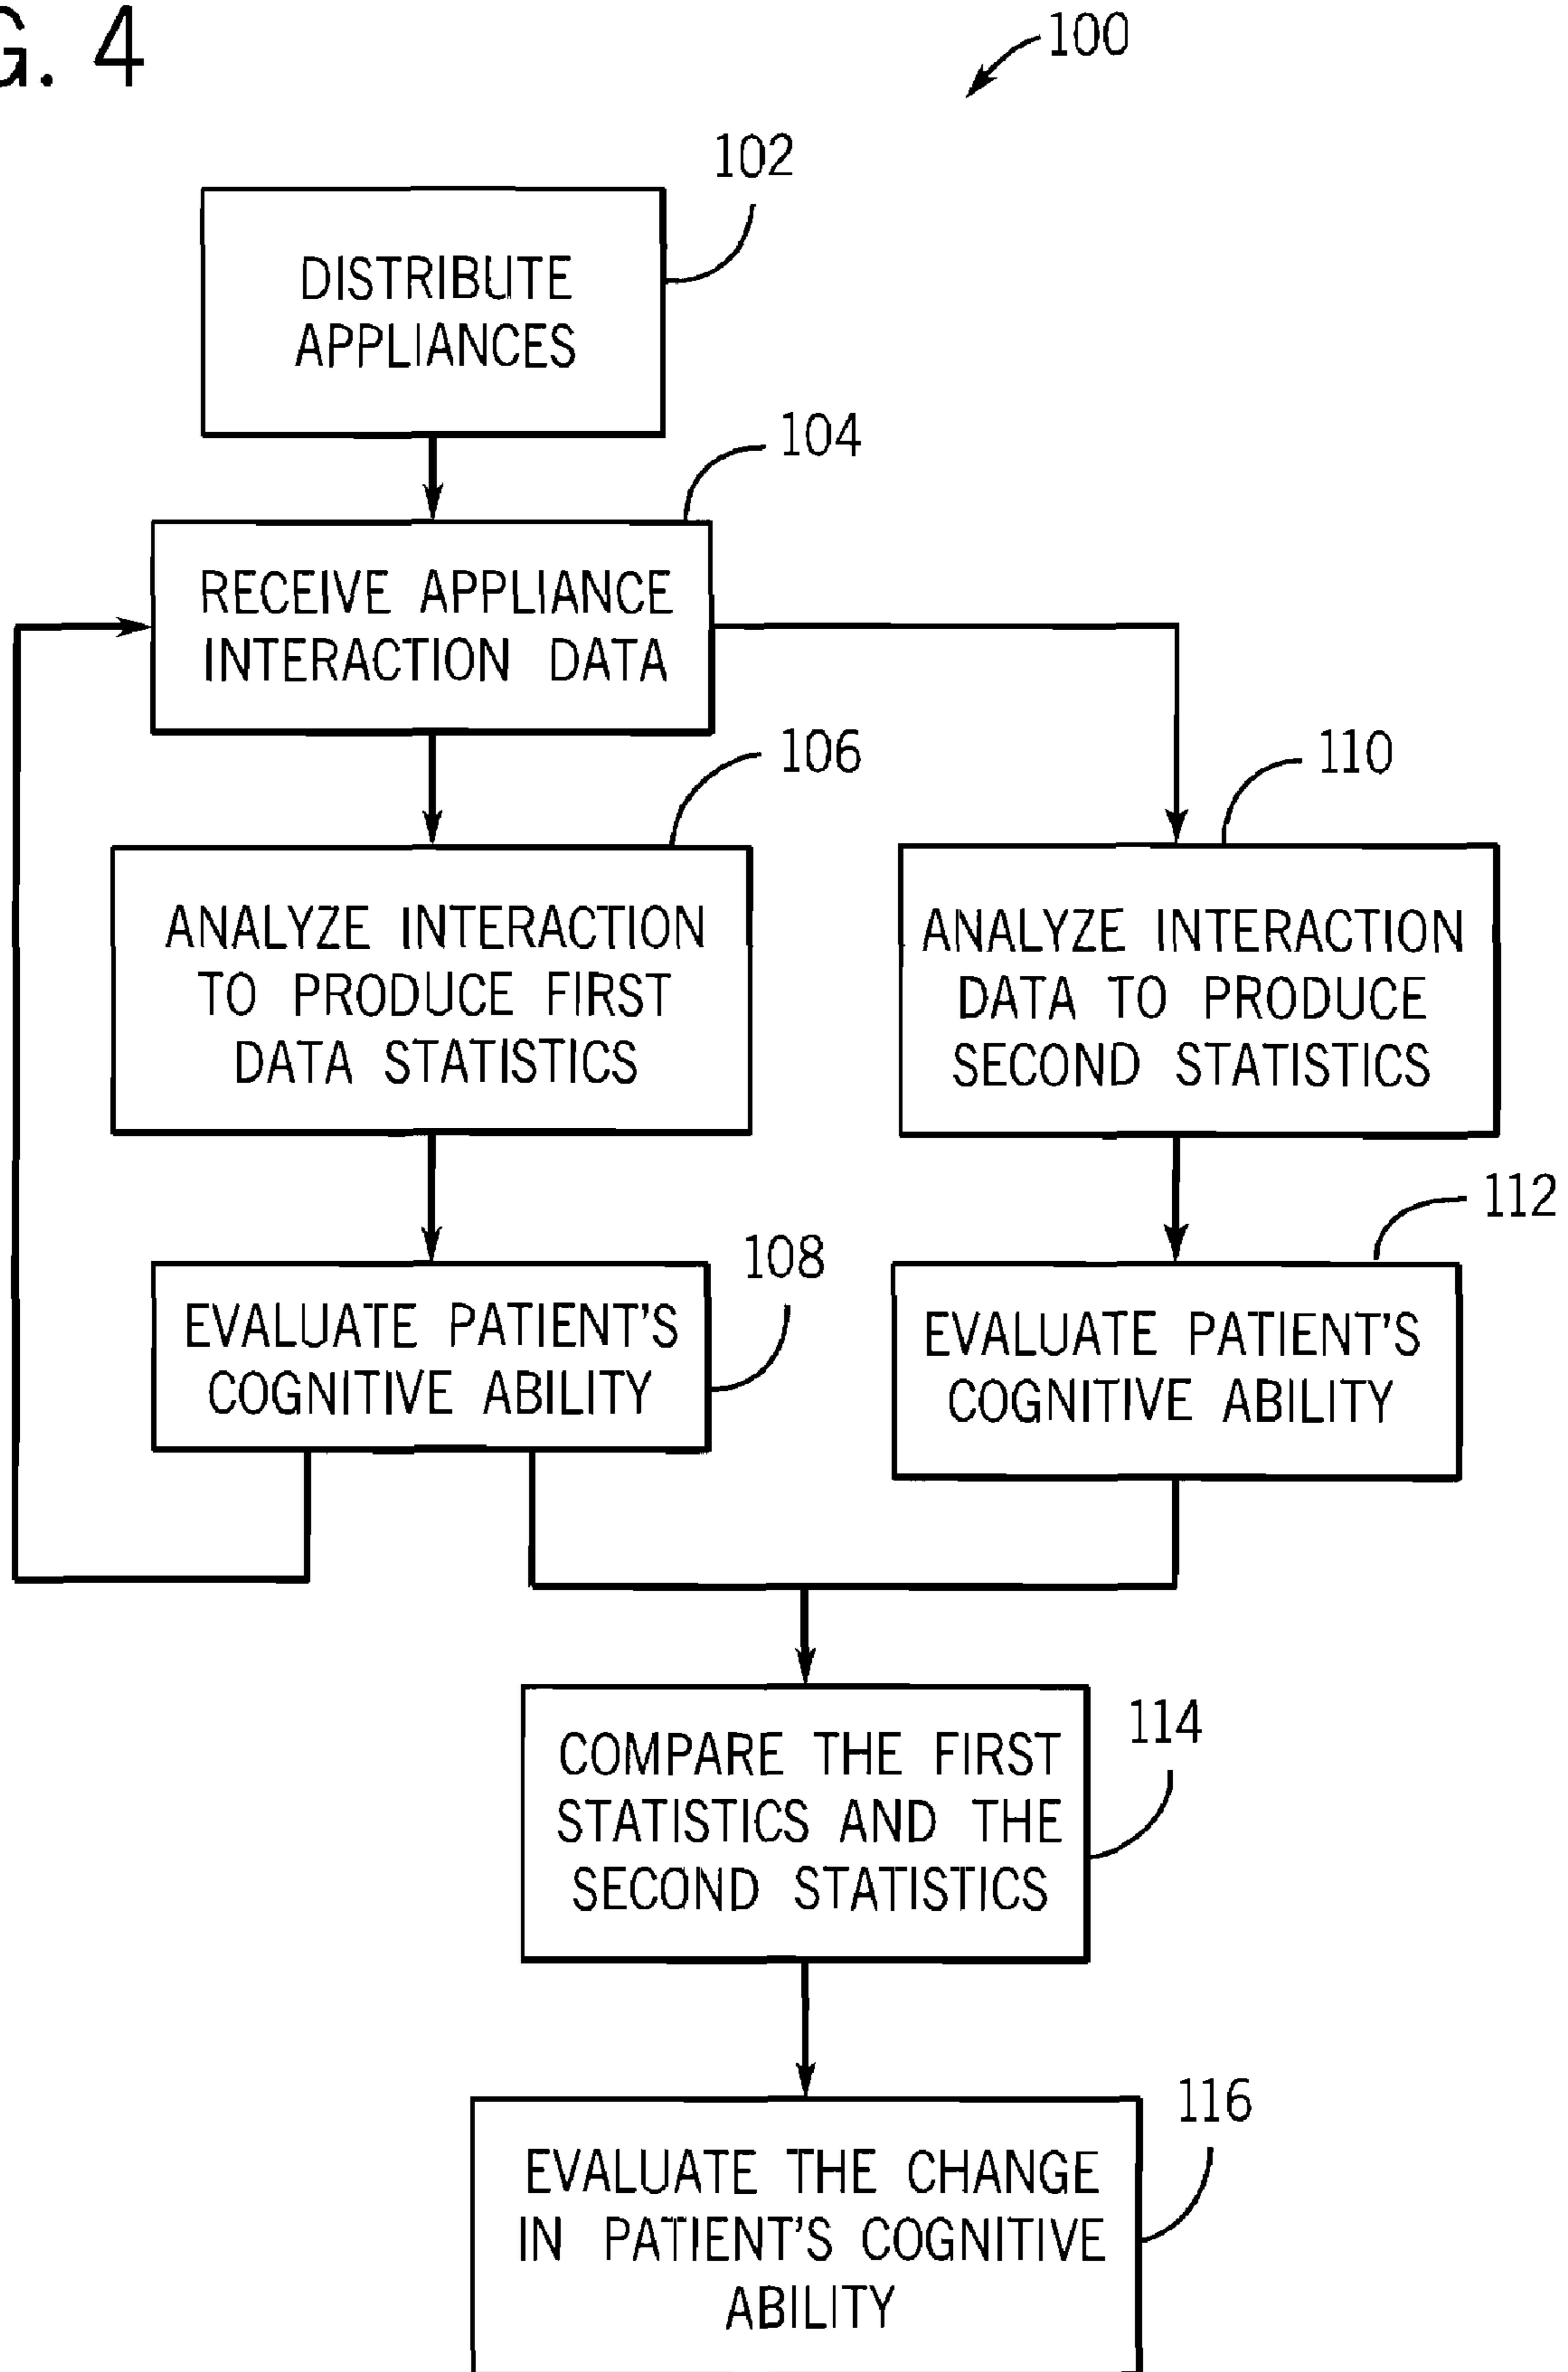 G. 4
100
102
DISTRIBUTE
APPLIANCES
104
RECEIVE APPLIANCE
INTERACTION DATA
106
110
ANALYZE INTERACTION
TO PRODUCE FIRST
DATA STATISTICS
ANALYZE INTERACTION
DATA TO PRODUCE
SECOND STATISTICS
108
112
EVALUATE PATIENT'S
COGNITIVE ABILITY
EVALUATE PATIENT'S
COGNITIVE ABILITY
114
COMPARE THE FIRST
STATISTICS AND THE
SECOND STATISTICS
116
EVALUATE THE CHANGE
IN PATIENT'S COGNITIVE
ABILITY